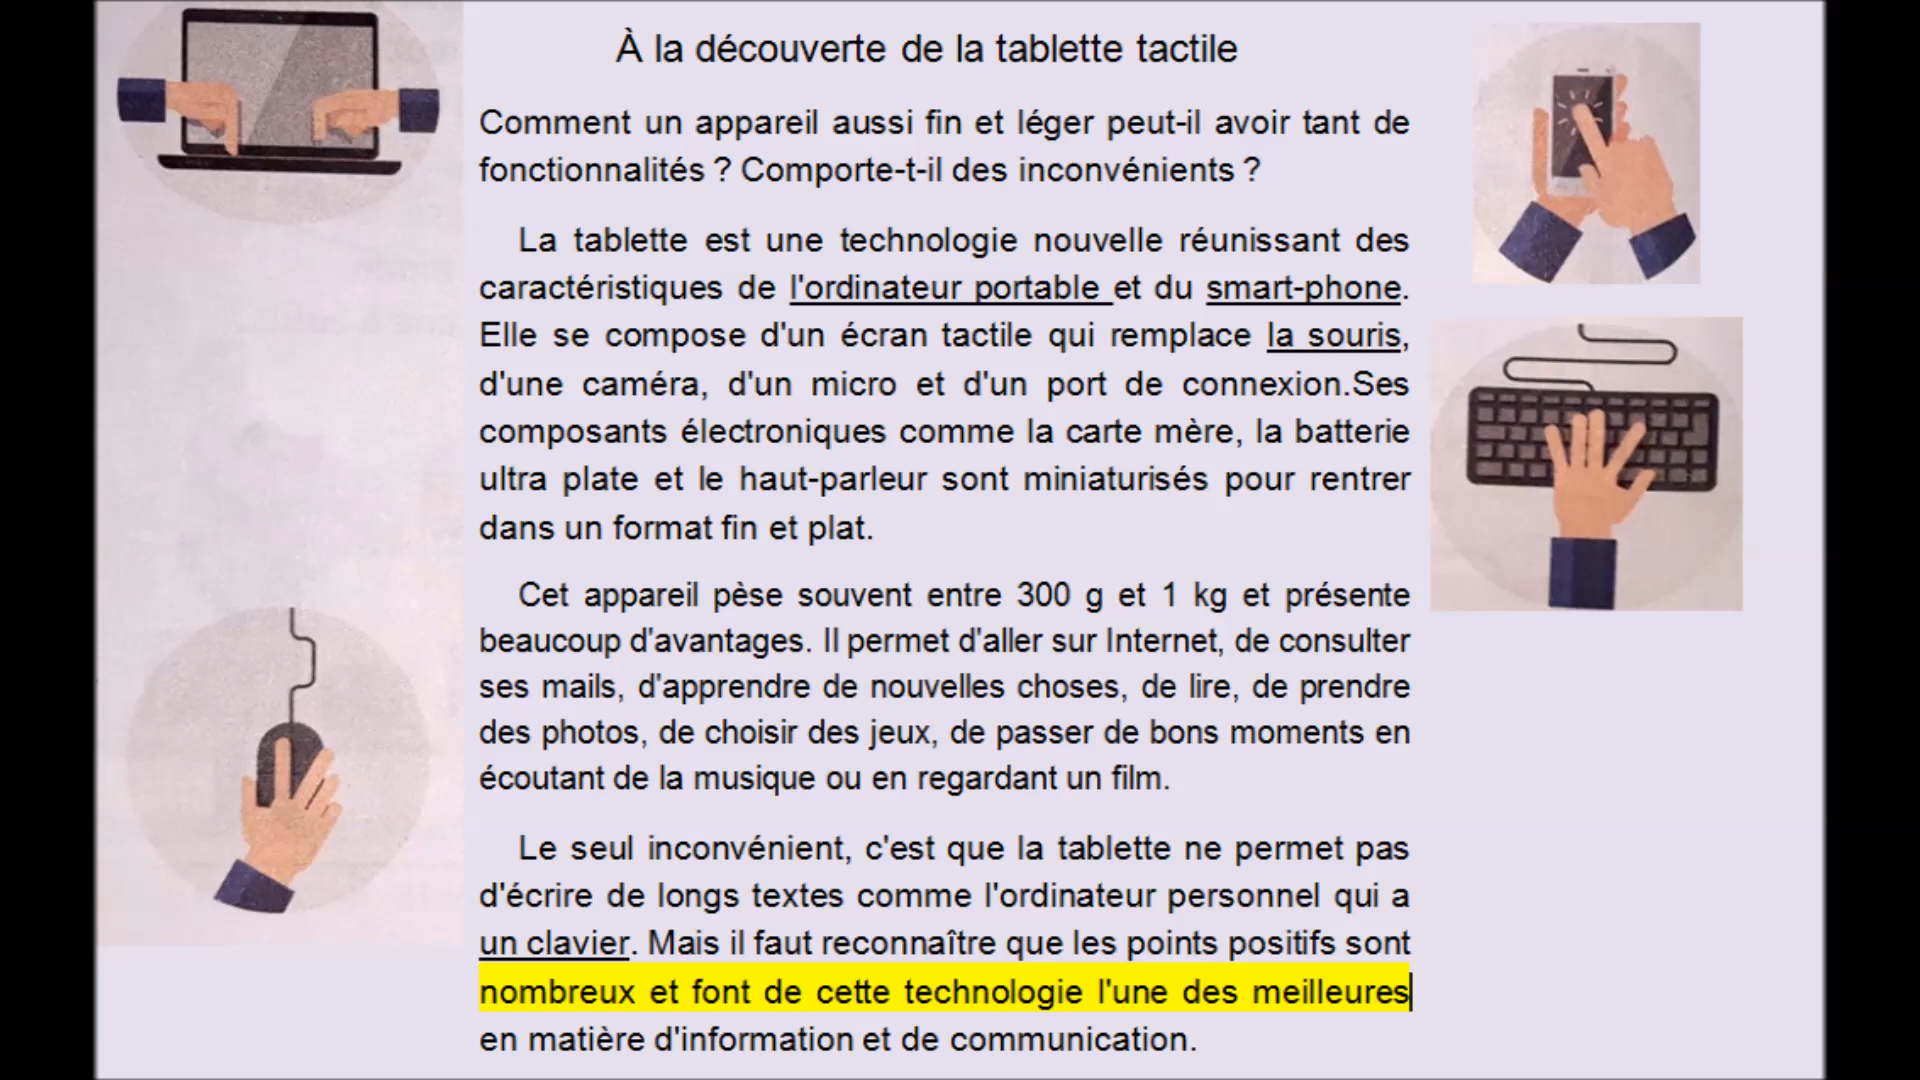 À la découverte de la tablette tactile
Comment un appareil aussi fin et léger peut-il avoir tant de
fonctionnalités ? Comporte-t-il des inconvénients ?
La tablette est une technologie nouvelle réunissant des
caractéristiques de l'ordinateur portable et du smart-phone.
Elle se compose d'un écran tactile qui remplace la souris,
d'une caméra, d'un micro et d'un port de connexion.Ses
composants électroniques comme la carte mère, la batterie
ultra plate et le haut-parleur sont miniaturisés pour rentrer
dans un format fin et plat.
Cet appareil pèse souvent entre 300 g et 1 kg et présente
beaucoup d'avantages. Il permet d'aller sur Internet, de consulter
ses mails, d'apprendre de nouvelles choses, de lire, de prendre
des photos, de choisir des jeux, de passer de bons moments en
écoutant de la musique ou en regardant un film.
Le seul inconvénient, c'est que la tablette ne permet pas
d'écrire de longs textes comme l'ordinateur personnel qui a
un clavier. Mais il faut reconnaître que les points positifs sont
nombreux et font de cette technologie l'une des meilleures
en matière d'information et de communication.